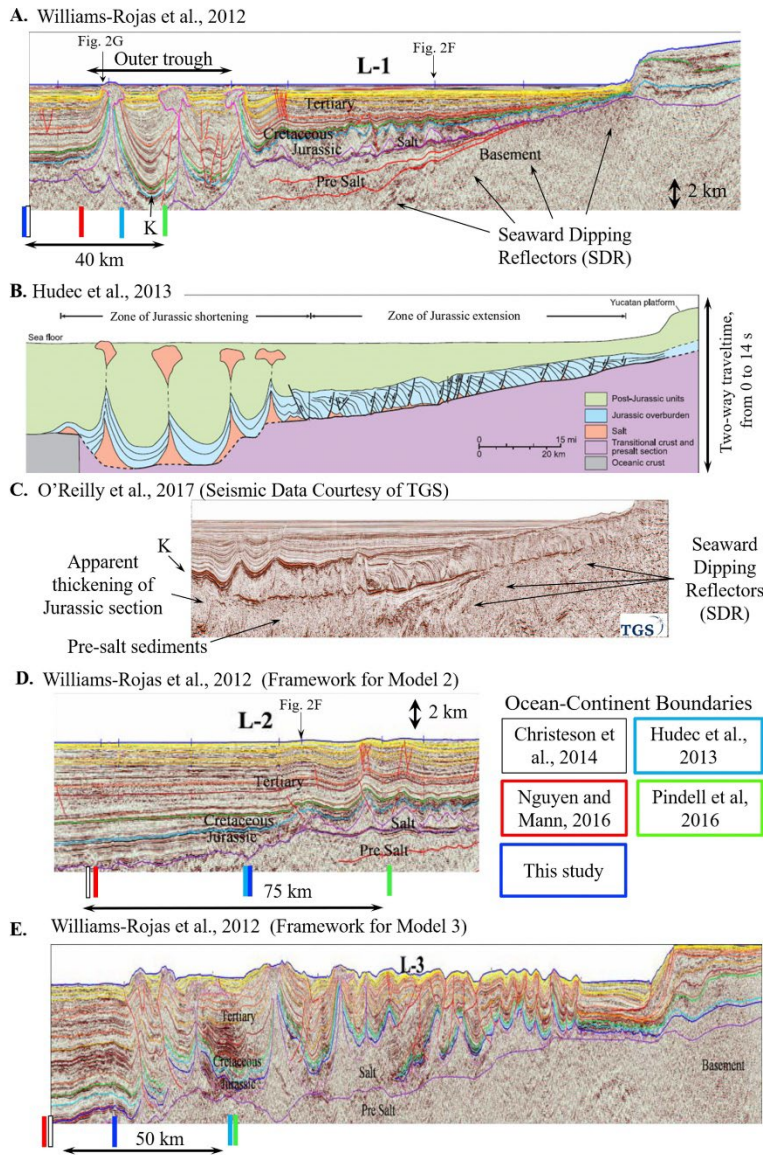 A. Williams-Rojas et al., 2012
Fig. 2G
Outer trough
L-1
Fig. 2F
Tertiary
Cretaceous
Jurassic
Salt
Basement
Pre Salt
2 km
K
Seaward Dipping
Reflectors (SDR)
40 km
B. Hudec et al., 2013
Yucatan platform
Zone of Jurassic shortening
Zone of Jurassic extension
Sea floor
Post-Jurassic units
Jurassic overburden
Salt
Transitional crust and
presalt section
Oceanic crust
0
15 mi
0
20 km
Two-way traveltime,
from 0 to 14 s
C. O'Reilly et al., 2017 (Seismic Data Courtesy of TGS)
K
Apparent
thickening of
Jurassic section
Pre-salt sediments
Seaward
Dipping
Reflectors
(SDR)
TGS
D. Williams-Rojas et al., 2012 (Framework for Model 2)
L-2
Fig. 2F
2 km
Tertiary
Cretaceous
Jurassic
Salt
Pre Salt
75 km
Ocean-Continent Boundaries
Christeson
et al., 2014
Hudec et al.,
2013
Nguyen and
Mann, 2016
Pindell et al,
2016
This study
E. Williams-Rojas et al., 2012 (Framework for Model 3)
L-3
Tertiary
Cretaceous
Jurassic
Salt
Pre Salt
Basement
50 km